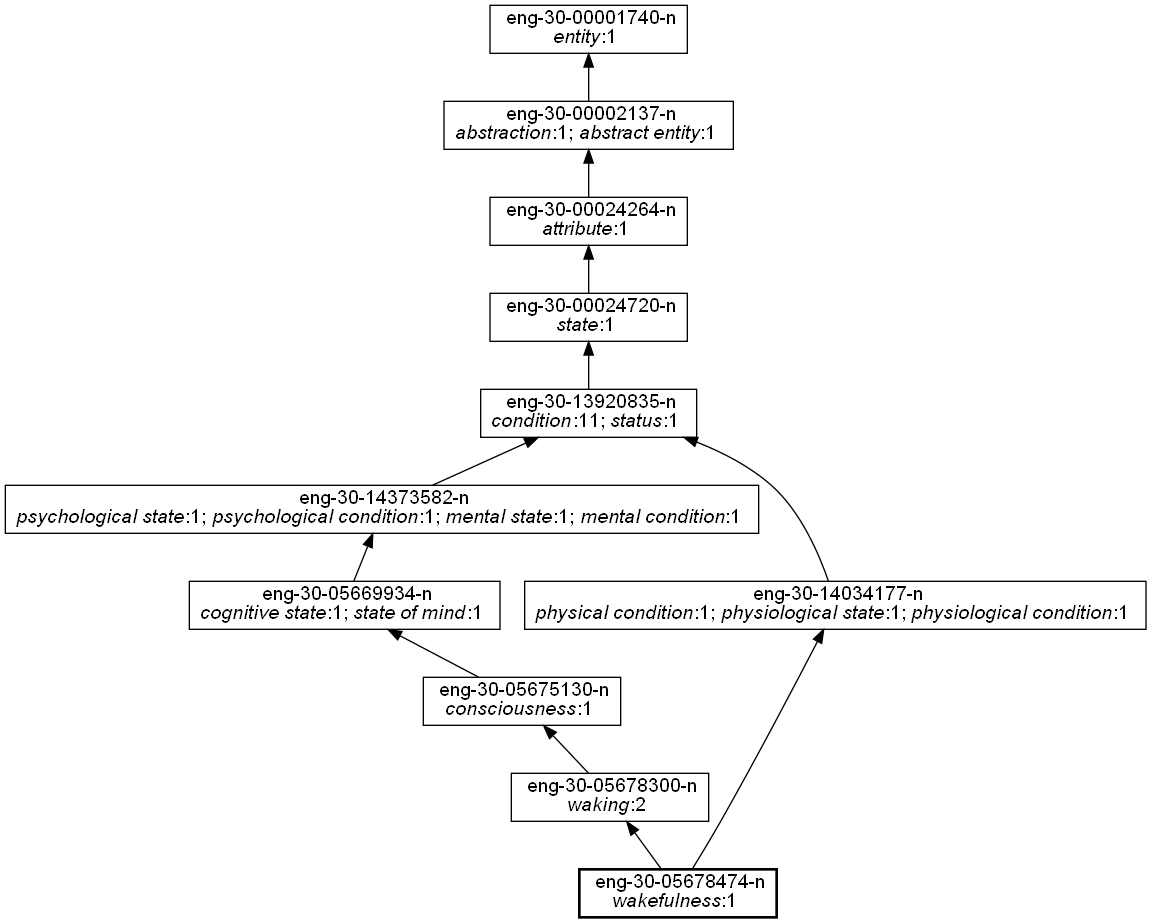 eng-30-00001740-n
entity:1
eng-30-00002137-n
abstraction:1; abstract entity:1
eng-30-00024264-n
attribute:1
eng-30-00024720-n
state:1
eng-30-13920835-n
condition:11; status:1
eng-30-14373582-n
psychological state:1; psychological condition:1; mental state:1; mental condition:1
eng-30-05669934-n
cognitive state:1; state of mind:1
eng-30-14034177-n
physical condition:1; physiological state:1; physiological condition:1
eng-30-05675130-n
consciousness:1
eng-30-05678300-n
waking:2
eng-30-05678474-n
wakefulness:1